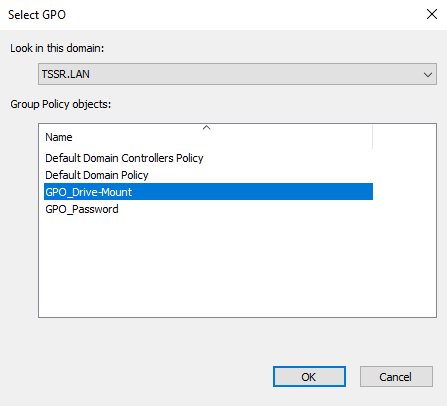 Select GPO
Look in this domain:
TSSR.LAN
Group Policy objects:
Name
Default Domain Controllers Policy
Default Domain Policy
GPO_Drive-Mount
GPO_Password
OK Cancel